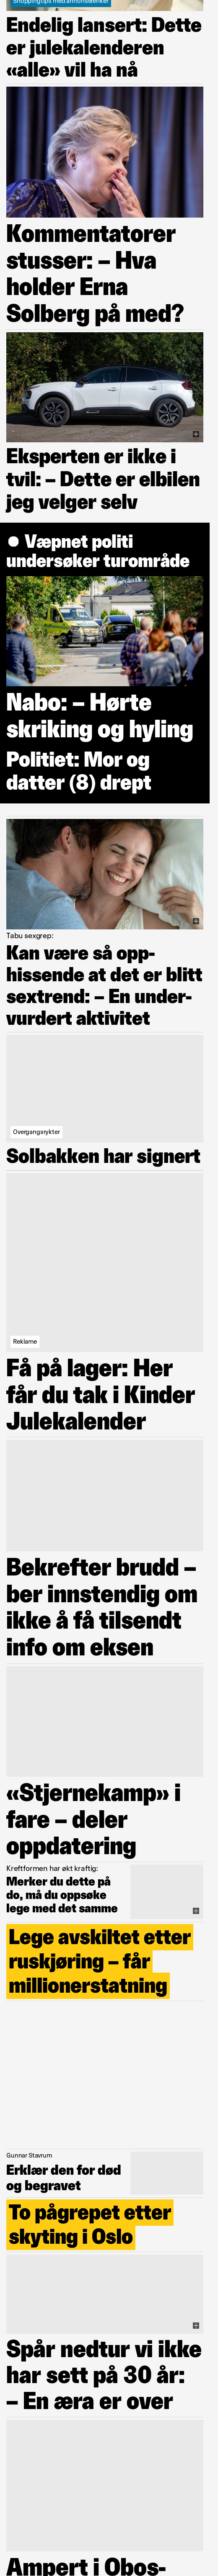 Shoppingtips med annonselenker
Endelig lansert: Dette
er julekalenderen
«alle» vil ha nå
Kommentatorer
stusser: – Hva
holder Erna
Solberg på med?
Eksperten er ikke i
tvil: – Dette er elbilen
jeg velger selv
Væpnet politi
undersøker turområde
Nabo: – Hørte
skriking og hyling
Politiet: Mor og
datter (8) drept
Tabu sexgrep:
Kan være så opp-
hissende at det er blitt
sextrend: – En under-
vurdert aktivitet
Overgangsrykter
Solbakken har signert
Reklame
Få på lager: Her
får du tak i Kinder
Julekalender
Bekrefter brudd –
ber innstendig om
ikke å få tilsendt
info om eksen
«Stjernekamp» i
fare – deler
oppdatering
Kreftformen har økt kraftig:
Merker du dette på
do, må du oppsøke
lege med det samme
Lege avskiltet etter
ruskjøring – får
millionerstatning
Gunnar Stavrum
Erklær den for død
og begravet
To pågrepet etter
skyting i Oslo
Spår nedtur vi ikke
har sett på 30 år:
– En æra er over
Ampert i Obos-